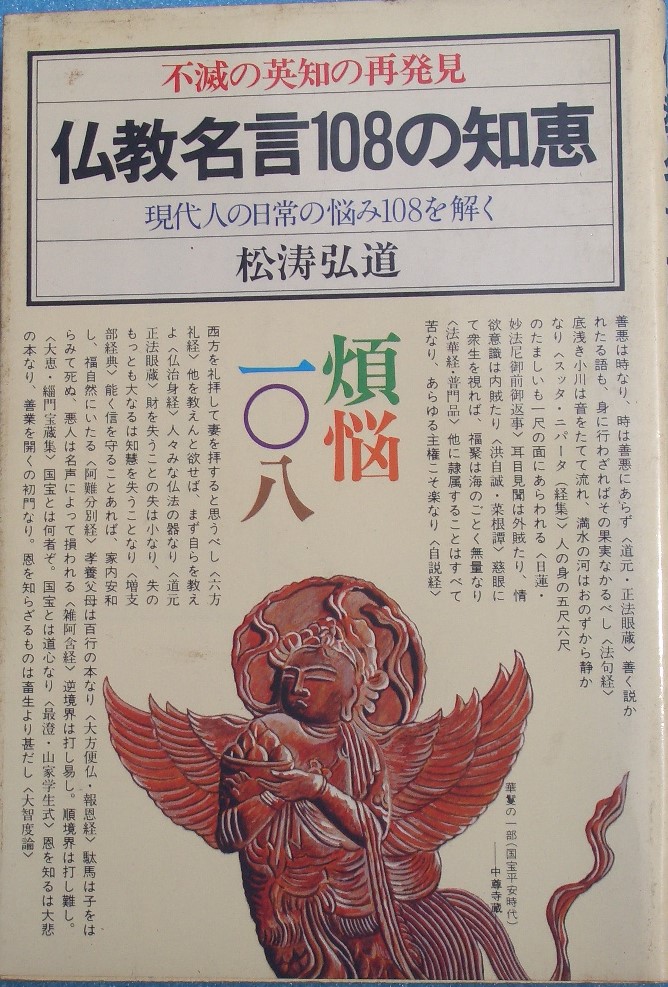 不滅の英知の再発見
仏教名言108の知恵
現代人の日常の悩み108を解く
松涛弘道
煩悩
一〇八
善悪は時なり、時は善悪にあらず〈道元・正法眼蔵〉善く説か
れたる語も、身に行わざればその果実なかるべし〈法句経〉
底浅き小川は音をたてて流れ、満水の河はおのずから静か
なり〈スッタ・ニパータ(経集)〉人の身の五尺六尺
のたましいも一尺の面にあらわれる〈日蓮・
妙法尼御前御返事〉耳目見聞は外賊たり、情
欲意識は内賊たり〈洪自誠・菜根譚〉慈眼に
て衆生を視れば、福聚は海のごとく無量なり
〈法華経・普門品〉他に隷属することはすべて
苦なり、あらゆる主権こそ楽なり〈自説経〉
西方を礼拝して妻を拝すると思うべし〈六方
礼経〉他を教えんと欲せば、まず自らを教え
よ〈仏治身経〉人々みな仏法の器なり〈道元・
正法眼蔵〉財を失うことの失は小なり、失の
もっとも大なるは知慧を失うことなり〈増支
部経典〉能く信を守ることあれば、家内安和
し、福自然にいたる〈阿難分別経〉孝養父母は百行の本なり〈大方便仏・報恩経〉駄馬は子をは
らみて死ぬ、悪人は名声によって損われる〈雑阿含経〉逆境界は打し易し。順境界は打し難し。
〈大恵・緇門宝蔵集〉国宝とは何者ぞ。国宝とは道心なり〈最澄・山家学生式〉恩を知るは大悲
の本なり、善業を開くの初門なり。恩を知らざるものは畜生より甚だし〈大智度論〉
華鬘の一部(国宝平安時代)
——中尊寺蔵